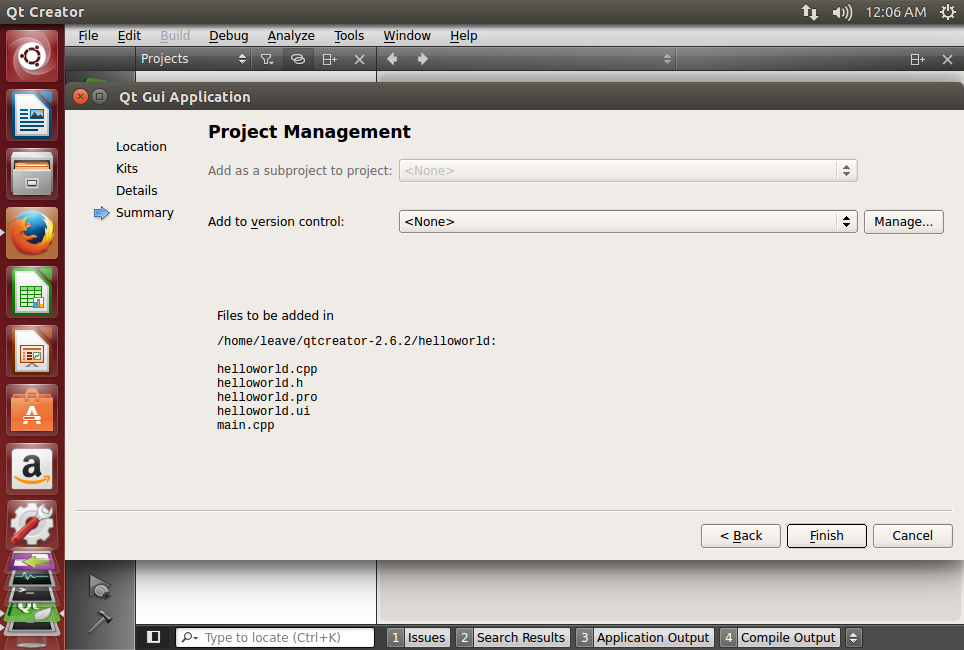 Qt Creator 12:06 AM
File Edit Build Debug Analyze Tools Window Help
Projects
Qt Gui Application
Location
Kits
Details
Summary
Project Management
Add as a subproject to project: <None>
Add to version control: <None> Manage...
Files to be added in
/home/leave/qtcreator-2.6.2/helloworld:
helloworld.cpp
helloworld.h
helloworld.pro
helloworld.ui
main.cpp
< Back Finish Cancel
Type to locate (Ctrl+K) 1 Issues 2 Search Results 3 Application Output 4 Compile Output
A
a
QT